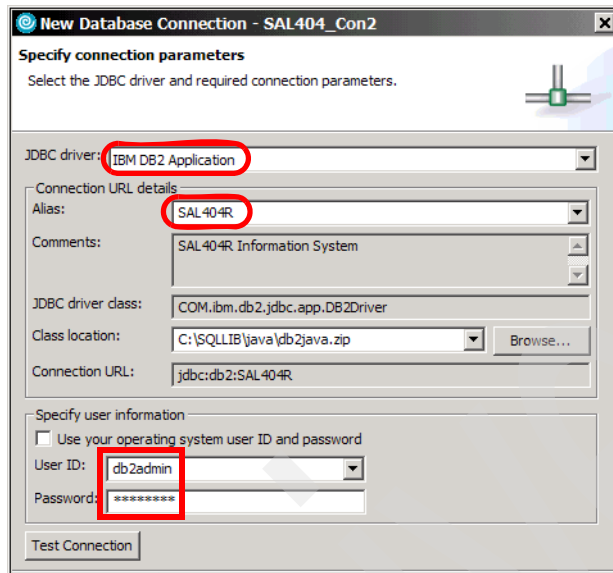 New Database Connection - SAL404_Con2
Specify connection parameters
Select the JDBC driver and required connection parameters.
JDBC driver: IBM DB2 Application
Connection URL details
Alias: SAL404R
Comments: SAL404R Information System
JDBC driver class: COM.ibm.db2.jdbc.app.DB2Driver
Class location: C:\SQLLIB\java\db2java.zip Browse...
Connection URL: jdbc:db2:SAL404R
Specify user information
Use your operating system user ID and password
User ID: db2admin
Password: ********
Test Connection